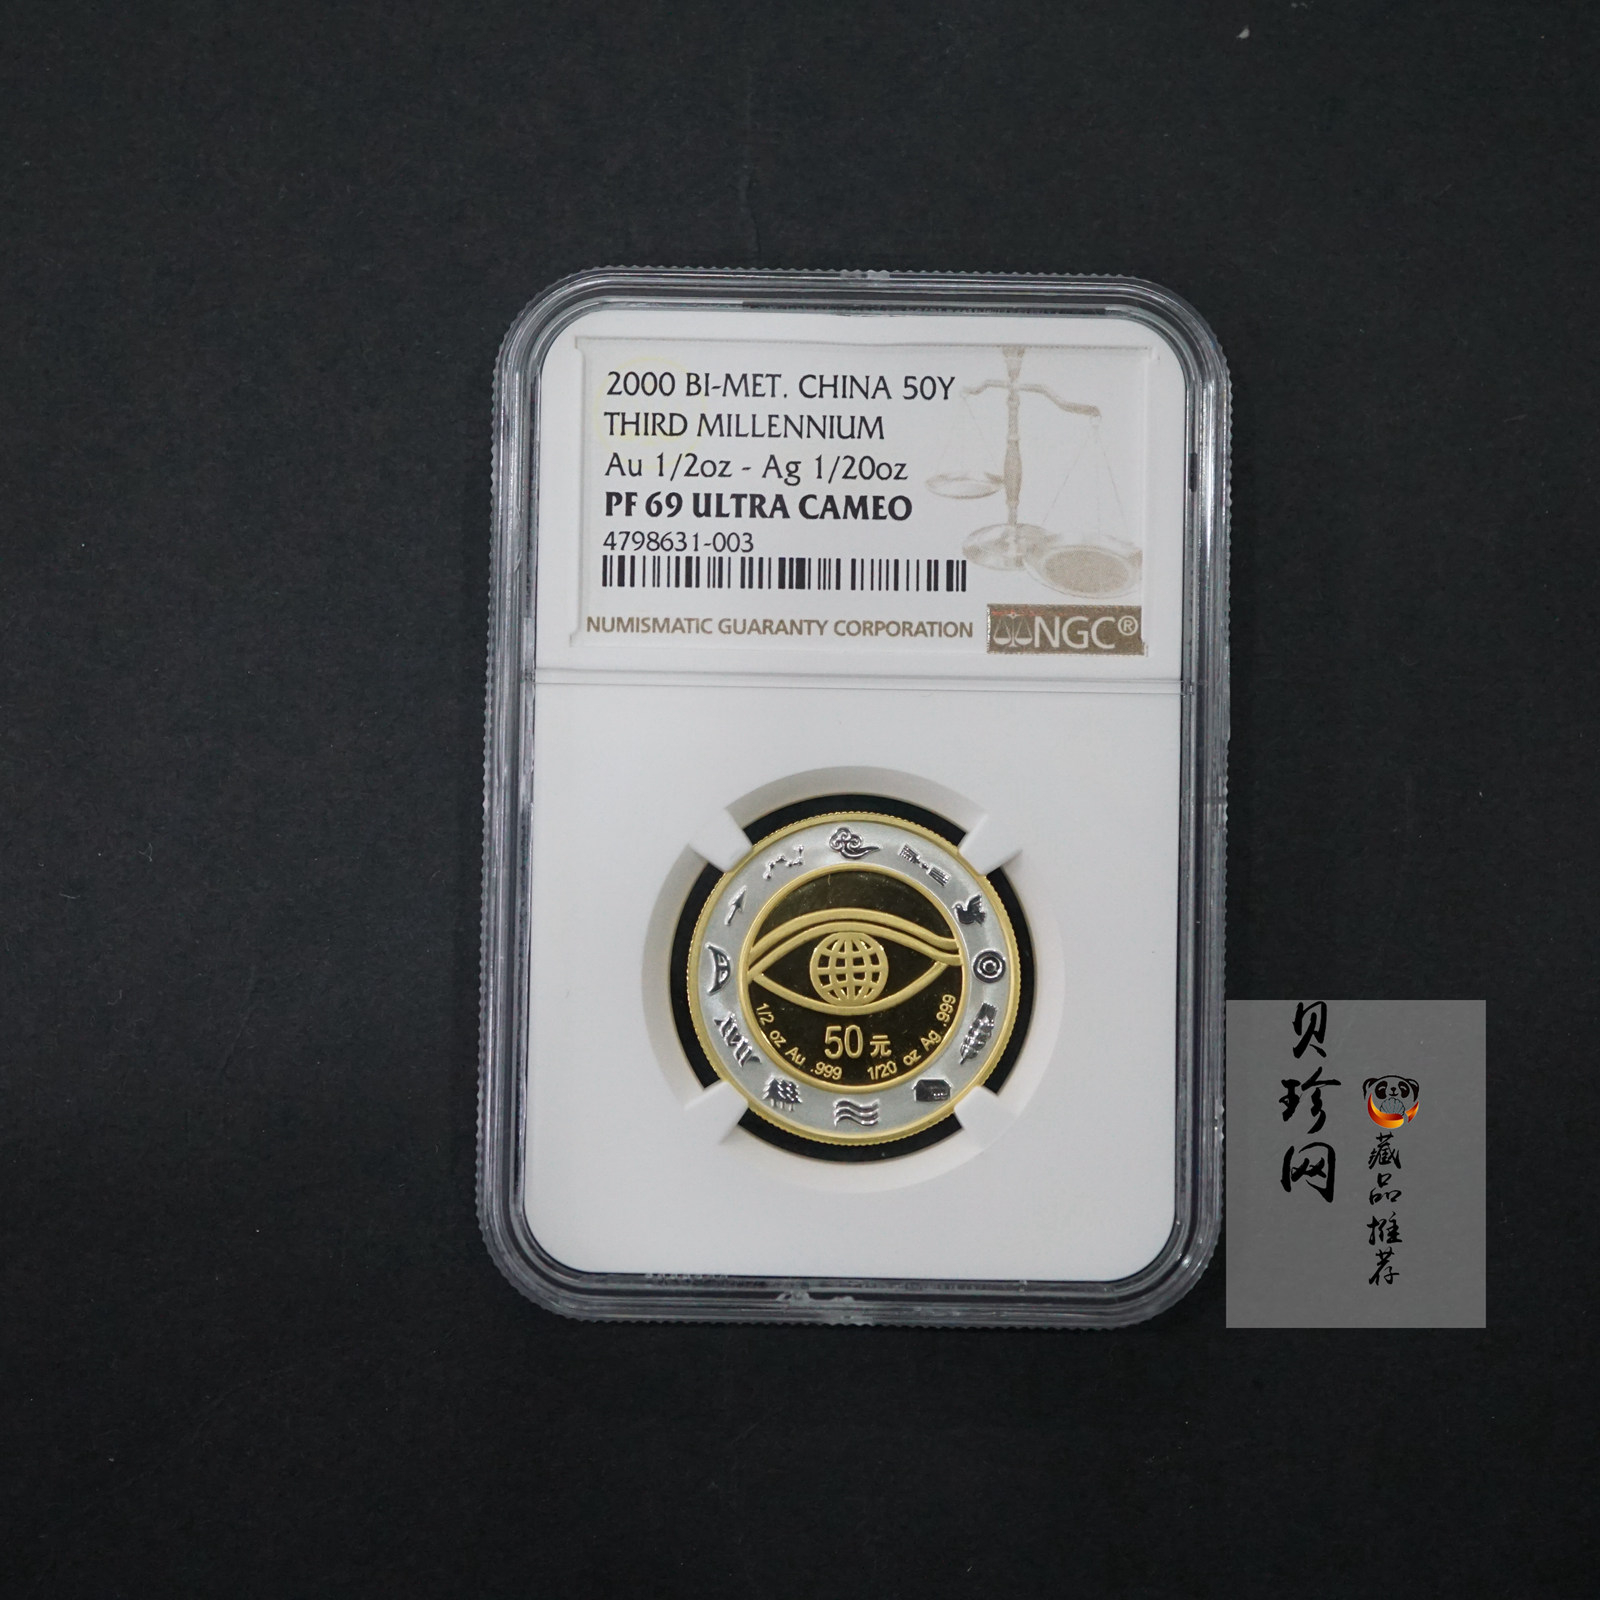 2000 BI-MET. CHINA 50Y
THIRD MILLENNIUM
Au 1/2oz - Ag 1/20oz
PF 69 ULTRA CAMEO
4798631-003
NUMISMATIC GUARANTY CORPORATION
NGC®
50元
1/2 oz Au .999 1/20 oz Ag .999
贝珍网
藏品推荐